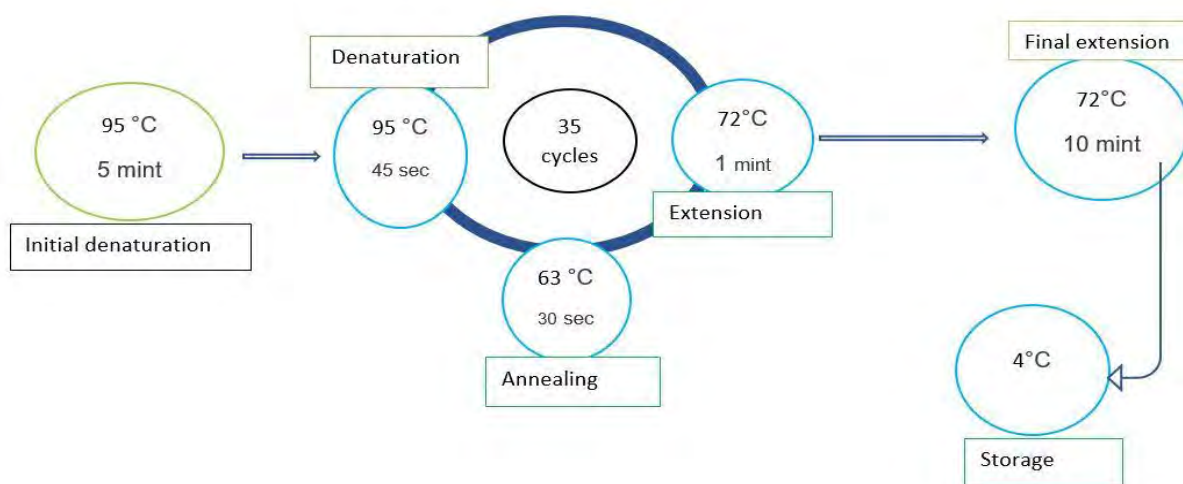 95 °C
5 mint
Initial denaturation
Denaturation
95 °C
45 sec
35
cycles
63 °C
30 sec
Annealing
72°C
1 mint
Extension
Final extension
72°C
10 mint
4°C
Storage